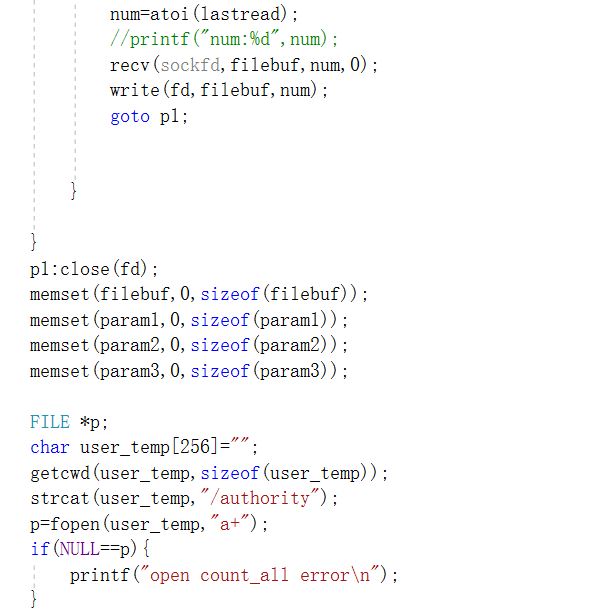 num=atoi(lastread);
//printf("num:%d",num);
recv(sockfd,filebuf,num,0);
write(fd,filebuf,num);
goto pl;
}
}
pl:close(fd);
memset(filebuf,0,sizeof(filebuf));
memset(param1,0,sizeof(param1));
memset(param2,0,sizeof(param2));
memset(param3,0,sizeof(param3));
FILE *p;
char user_temp[256]="";
getcwd(user_temp,sizeof(user_temp));
strcat(user_temp,"/authority");
p=fopen(user_temp,"a+");
if(NULL==p){
printf("open count_all error\n");
}